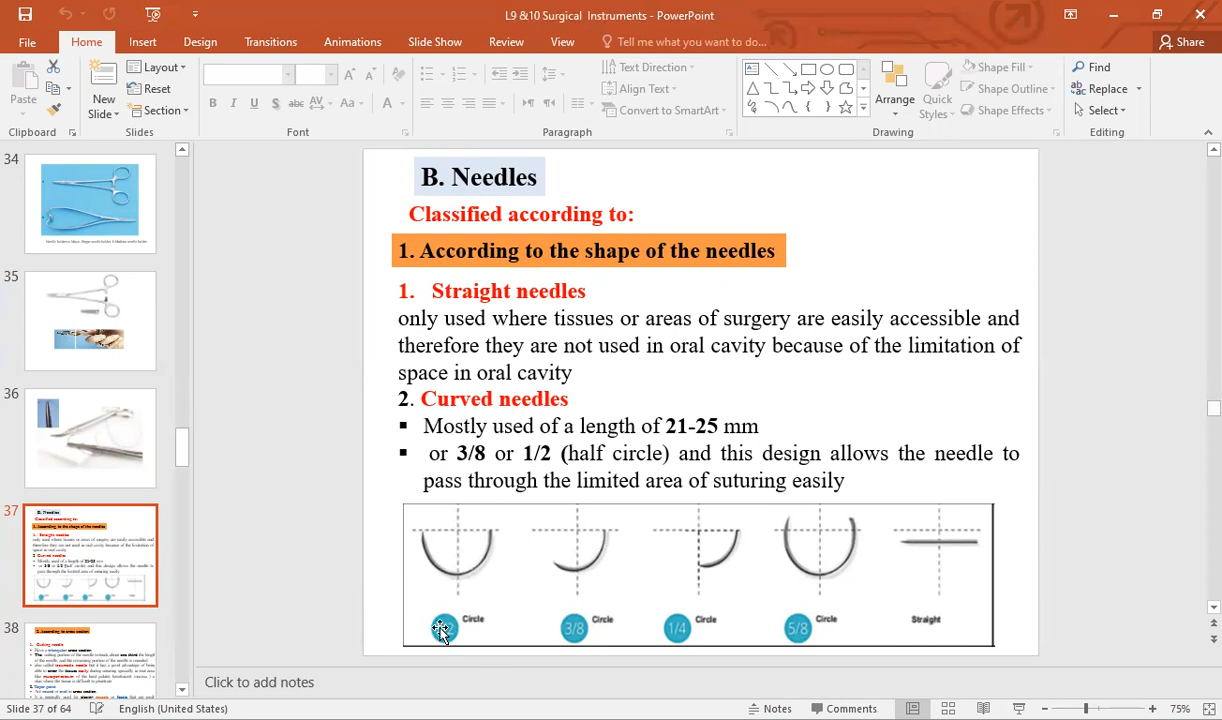 L9 &10 Surgical Instruments - PowerPoint
File Home Insert Design Transitions Animations Slide Show Review View Tell me what you want to do... Share
Paste
New
Slide
Layout
Reset
Section
Text Direction
Align Text
Convert to SmartArt
Arrange
Quick
Styles
Shape Fill
Shape Outline
Shape Effects
Find
Replace
Select
Clipboard Slides Font Paragraph Drawing Editing
34
35
36
37
38
B. Needles
Classified according to:
1. According to the shape of the needles
1. Straight needles
only used where tissues or areas of surgery are easily accessible and
therefore they are not used in oral cavity because of the limitation of
space in oral cavity
2. Curved needles
▪ Mostly used of a length of 21-25 mm
▪ or 3/8 or 1/2 (half circle) and this design allows the needle to
pass through the limited area of suturing easily
Circle 3/8 Circle 1/4 Circle 5/8 Circle Straight
Click to add notes
Slide 37 of 64 English (United States) Notes Comments 75%